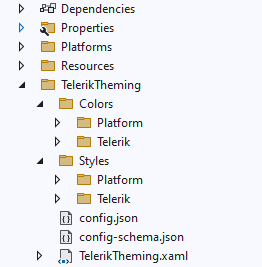 Dependencies
Properties
Platforms
Resources
TelerikTheming
Colors
Platform
Telerik
Styles
Platform
Telerik
config.json
config-schema.json
TelerikTheming.xaml